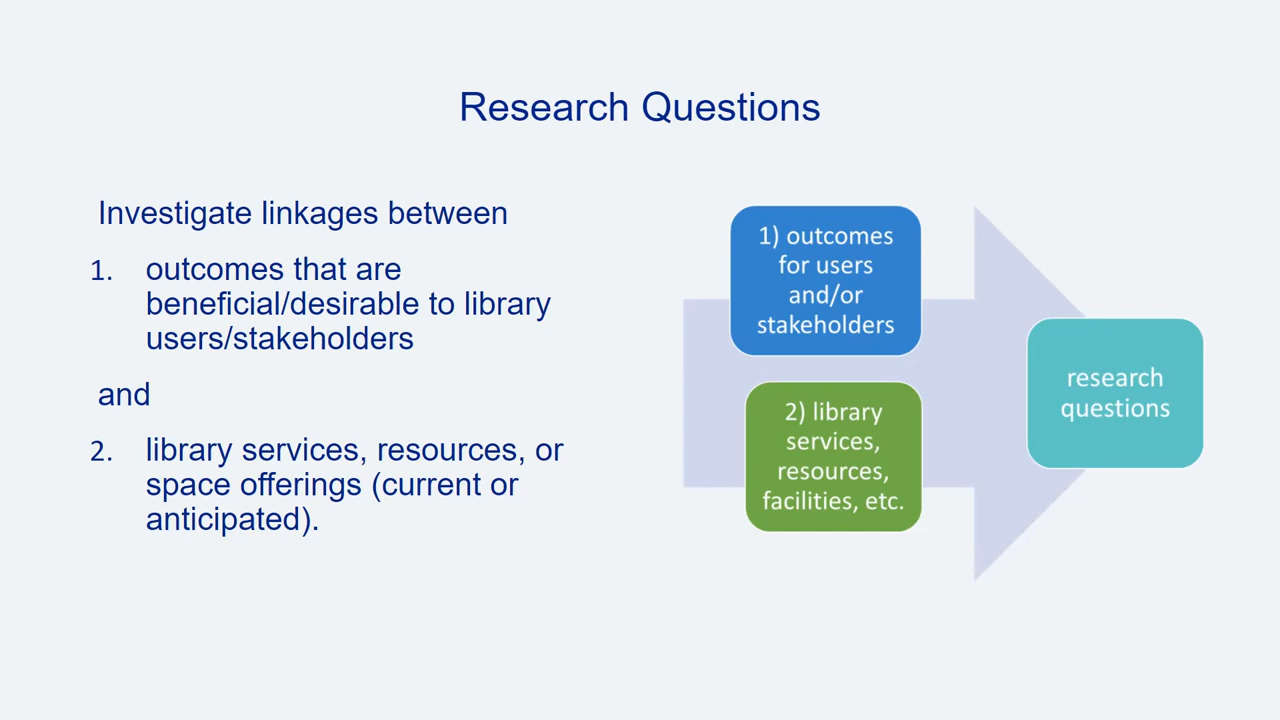 Research Questions
Investigate linkages between
1. outcomes that are
beneficial/desirable to library
users/stakeholders
and
2. library services, resources, or
space offerings (current or
anticipated).
1) outcomes
for users
and/or
stakeholders
2) library
services,
resources,
facilities, etc.
research
questions